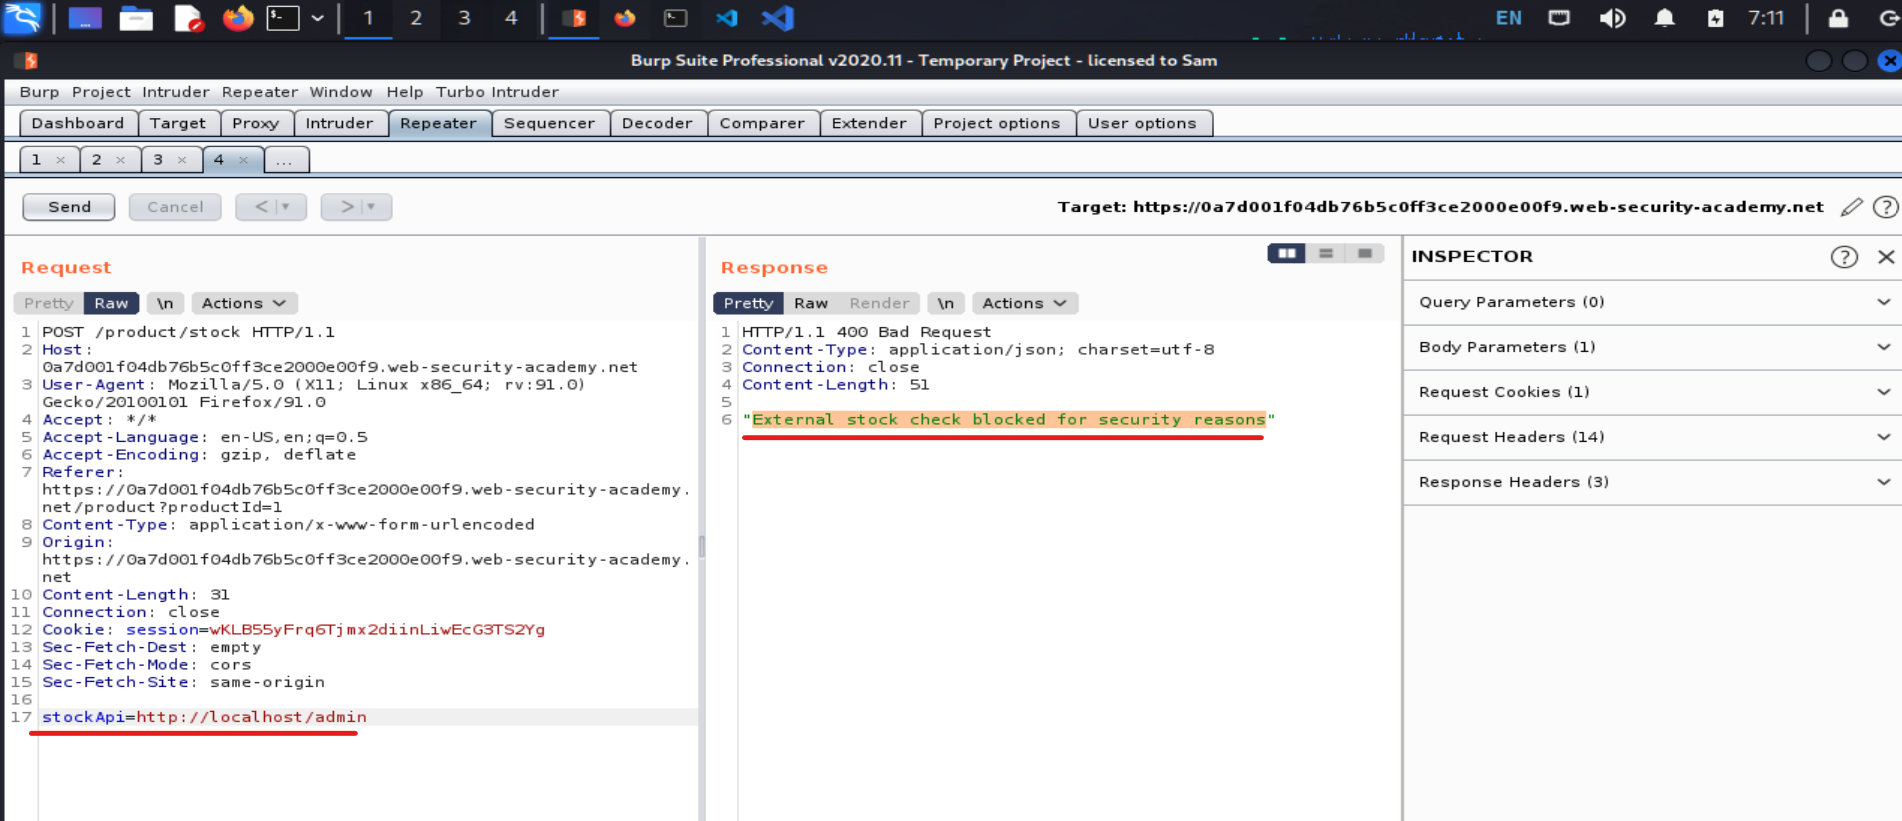 1 2 3 4 EN 7:11
Burp Suite Professional v2020.11 - Temporary Project - licensed to Sam
Burp Project Intruder Repeater Window Help Turbo Intruder
Dashboard Target Proxy Intruder Repeater Sequencer Decoder Comparer Extender Project options User options
1 × 2 × 3 × 4 × ...
Send Cancel < | ▾ > | ▾ Target: https://0a7d001f04db76b5c0ff3ce2000e00f9.web-security-academy.net ?
Request
Pretty Raw \n Actions
1 POST /product/stock HTTP/1.1
2 Host:
0a7d001f04db76b5c0ff3ce2000e00f9.web-security-academy.net
3 User-Agent: Mozilla/5.0 (X11; Linux x86_64; rv:91.0)
Gecko/20100101 Firefox/91.0
4 Accept: */*
5 Accept-Language: en-US,en;q=0.5
6 Accept-Encoding: gzip, deflate
7 Referer:
https://0a7d001f04db76b5c0ff3ce2000e00f9.web-security-academy.
net/product?productId=1
8 Content-Type: application/x-www-form-urlencoded
9 Origin:
https://0a7d001f04db76b5c0ff3ce2000e00f9.web-security-academy.
net
10 Content-Length: 31
11 Connection: close
12 Cookie: session=wKLB55yFrq6Tjmx2diinLiwEcG3TS2Yg
13 Sec-Fetch-Dest: empty
14 Sec-Fetch-Mode: cors
15 Sec-Fetch-Site: same-origin
16
17 stockApi=http://localhost/admin
Response
Pretty Raw Render \n Actions
1 HTTP/1.1 400 Bad Request
2 Content-Type: application/json; charset=utf-8
3 Connection: close
4 Content-Length: 51
5
6 "External stock check blocked for security reasons"
INSPECTOR ?
Query Parameters (0)
Body Parameters (1)
Request Cookies (1)
Request Headers (14)
Response Headers (3)